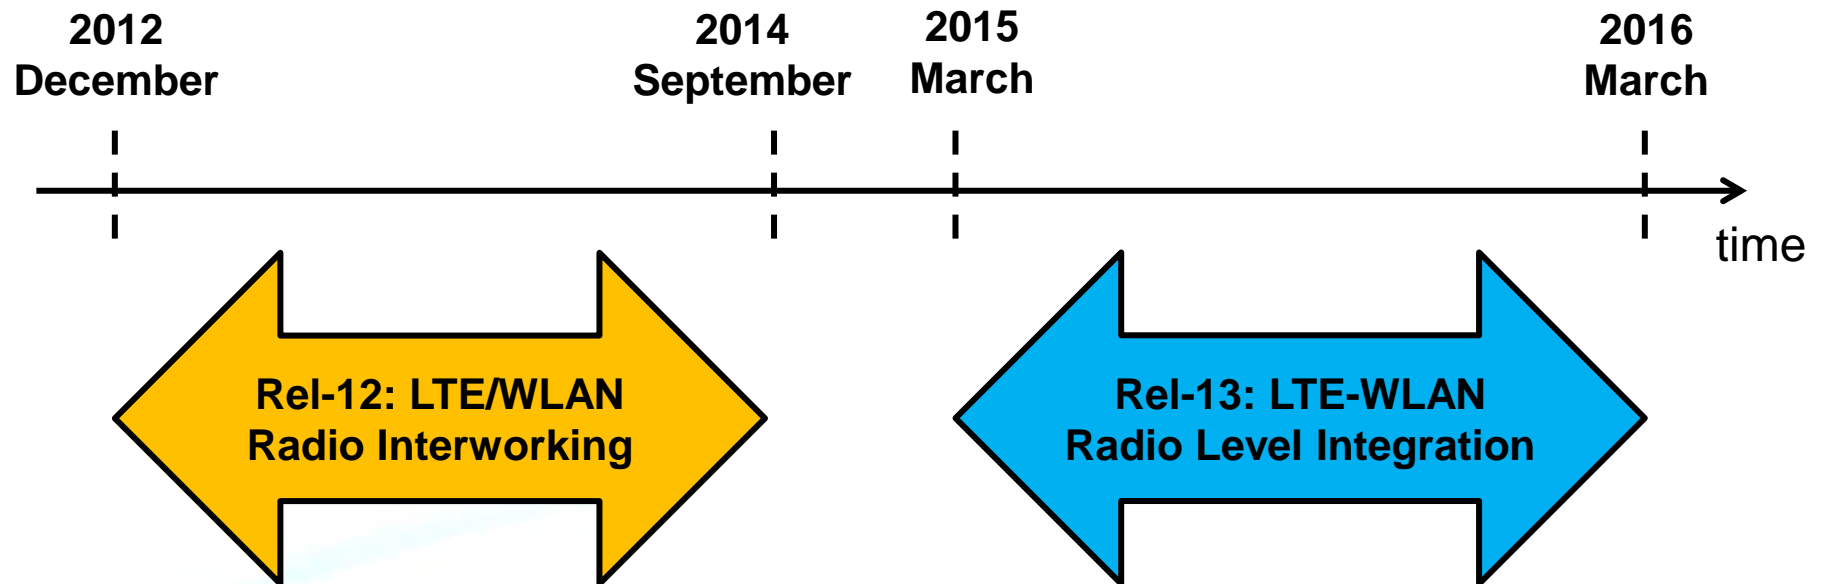 2012
December
2014
September
2015
March
2016
March
time
Rel-12: LTE/WLAN
Radio Interworking
Rel-13: LTE-WLAN
Radio Level Integration